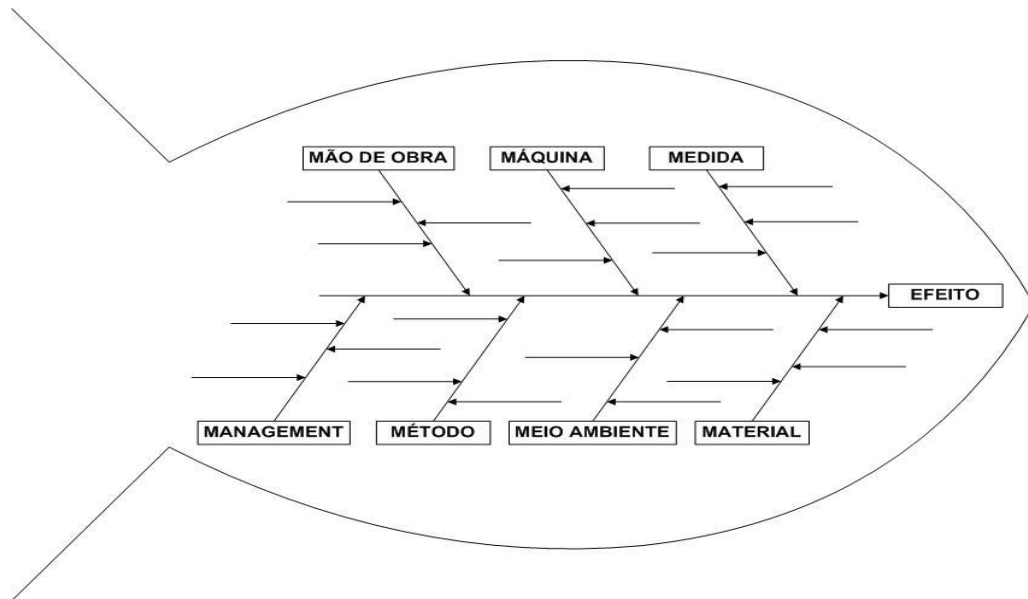 MÃO DE OBRA
MÁQUINA
MEDIDA
EFEITO
MANAGEMENT
MÉTODO
MEIO AMBIENTE
MATERIAL